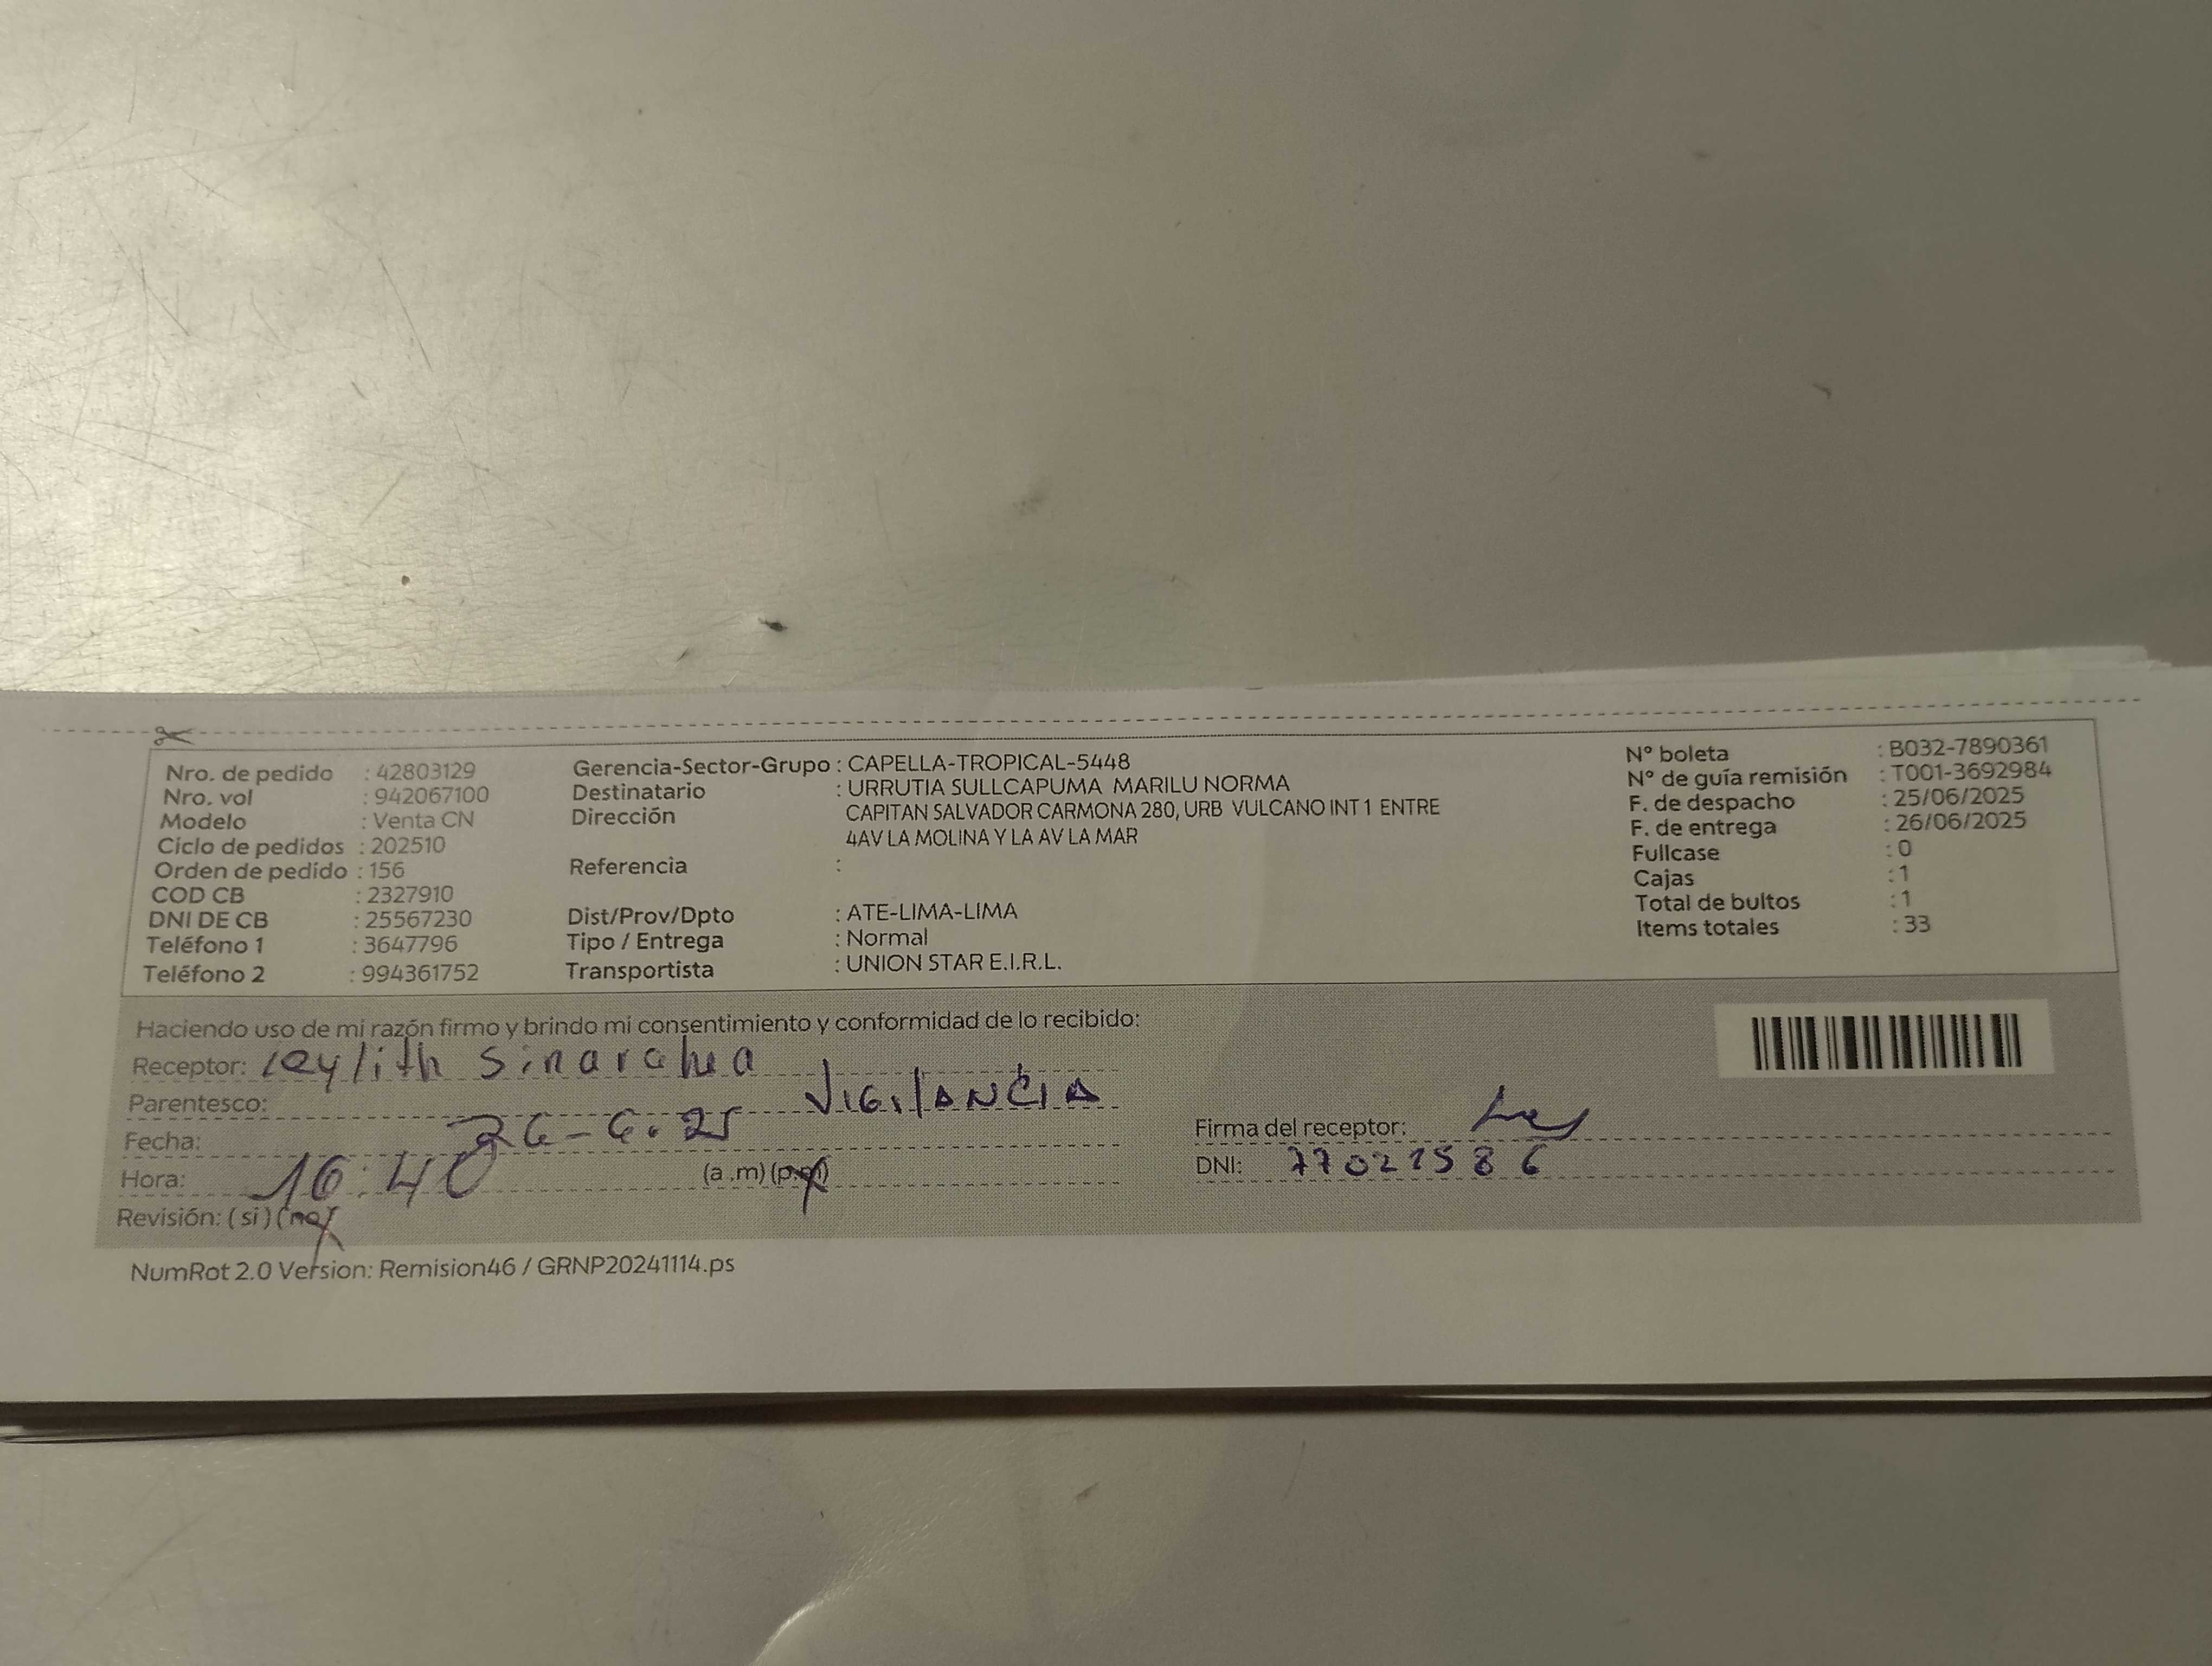 Nro. de pedido : 42803129
Nro. vol : 942067100
Modelo : Venta CN
Ciclo de pedidos : 202510
Orden de pedido : 156
COD CB : 2327910
DNI DE CB : 25567230
Teléfono 1 : 3647796
Teléfono 2 : 994361752
Gerencia-Sector-Grupo : CAPELLA-TROPICAL-5448
Destinatario : URRUTIA SULLCAPUMA MARILU NORMA
Dirección CAPITAN SALVADOR CARMONA 280, URB VULCANO INT 1 ENTRE
4AV LA MOLINA Y LA AV LA MAR
Referencia :
Dist/Prov/Dpto : ATE-LIMA-LIMA
Tipo / Entrega : Normal
Transportista : UNION STAR E.I.R.L.
N° boleta : B032-7890361
N° de guía remisión : T001-3692984
F. de despacho : 25/06/2025
F. de entrega : 26/06/2025
Fullcase : 0
Cajas : 1
Total de bultos : 1
Items totales : 33
Haciendo uso de mi razón firmo y brindo mi consentimiento y conformidad de lo recibido:
Receptor:
Parentesco: VIGILANCIA
Fecha: 26-6.25
Hora: 16:40 (a.m) (p.m)
Revisión: (si) (no)
Firma del receptor:
DNI:
NumRot 2.0 Version: Remision46 / GRNP20241114.ps